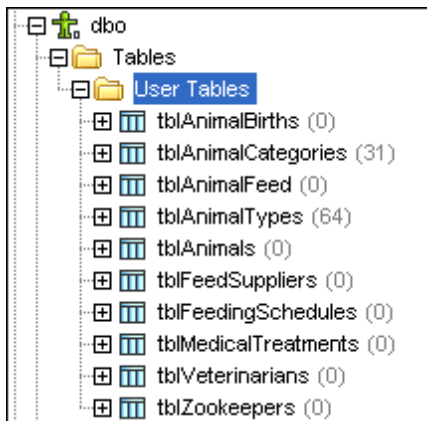 dbo
Tables
User Tables
tblAnimalBirths (0)
tblAnimalCategories (31)
tblAnimalFeed (0)
tblAnimalTypes (64)
tblAnimals (0)
tblFeedSuppliers (0)
tblFeedingSchedules (0)
tblMedicalTreatments (0)
tblVeterinarians (0)
tblZookeepers (0)